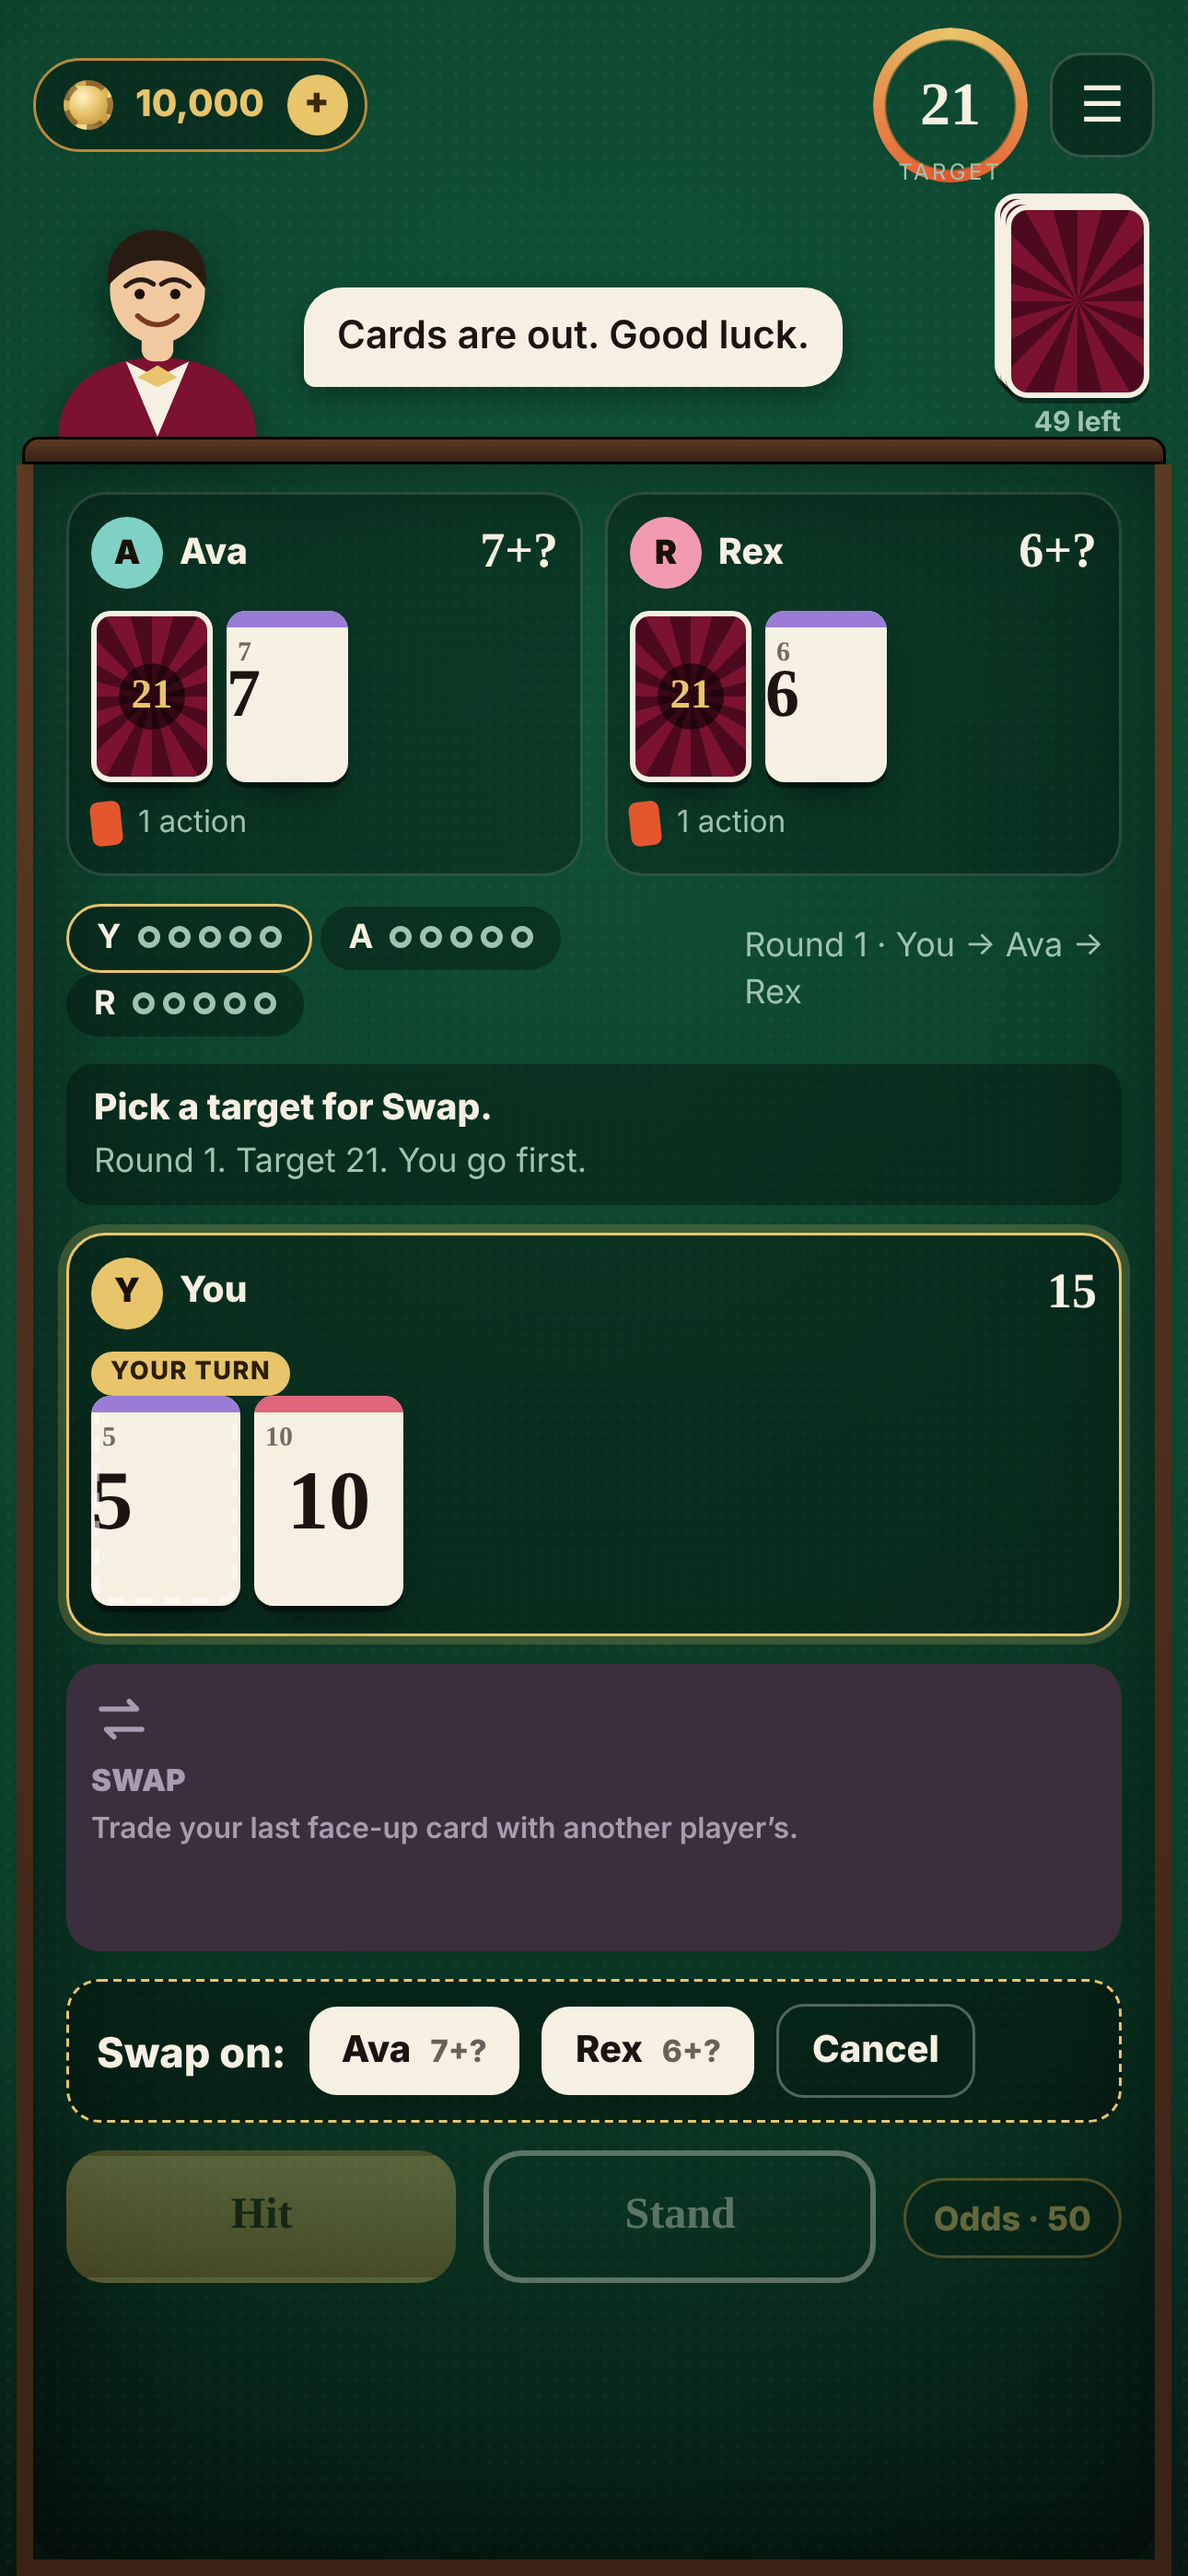 10,000 +
21
TARGET
Cards are out. Good luck.
49 left
A Ava 7+?
21
7
7
1 action
R Rex 6+?
21
6
6
1 action
Y
A
R
Round 1 · You → Ava →
Rex
Pick a target for Swap.
Round 1. Target 21. You go first.
Y You 15
YOUR TURN
5
5
10
10
SWAP
Trade your last face-up card with another player’s.
Swap on: Ava 7+? Rex 6+? Cancel
Hit Stand Odds · 50